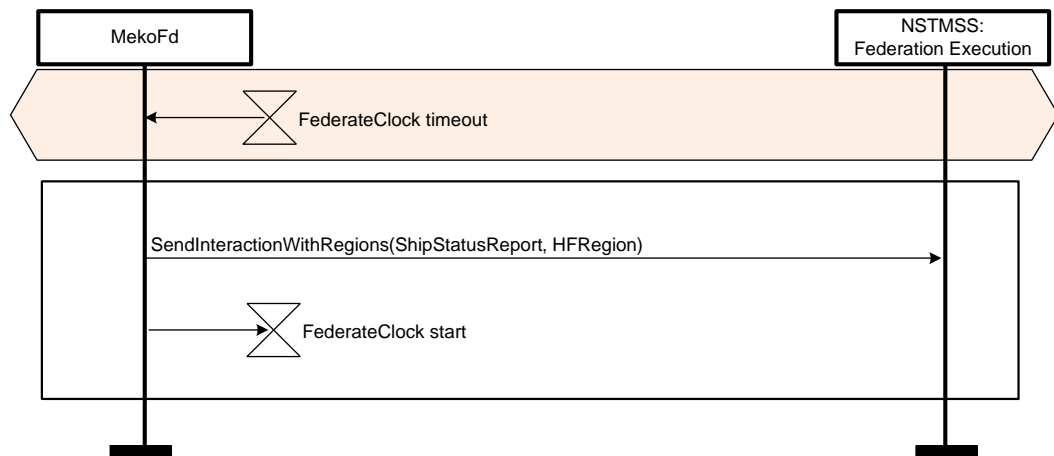 MekoFd
NSTMSS:
Federation Execution
FederateClock timeout
SendInteractionWithRegions(ShipStatusReport, HFRegion)
FederateClock start